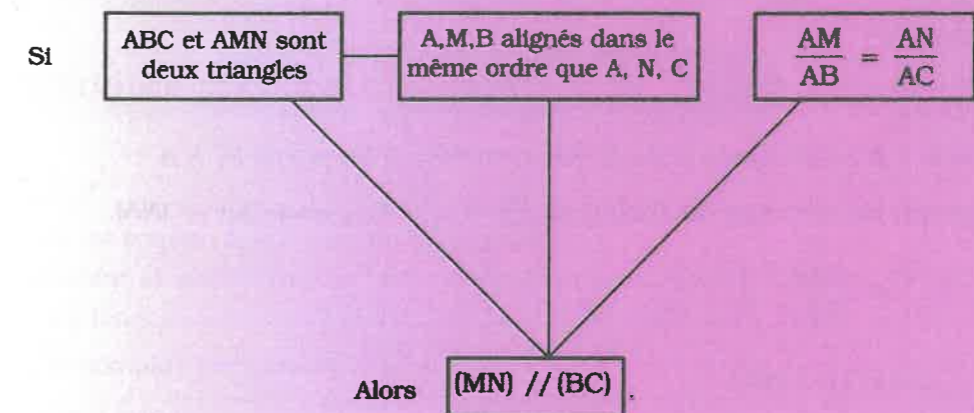 Si
ABC et AMN sont
deux triangles
A,M,B alignés dans le
même ordre que A, N, C
AM/AB = AN/AC
Alors
(MN) // (BC) .